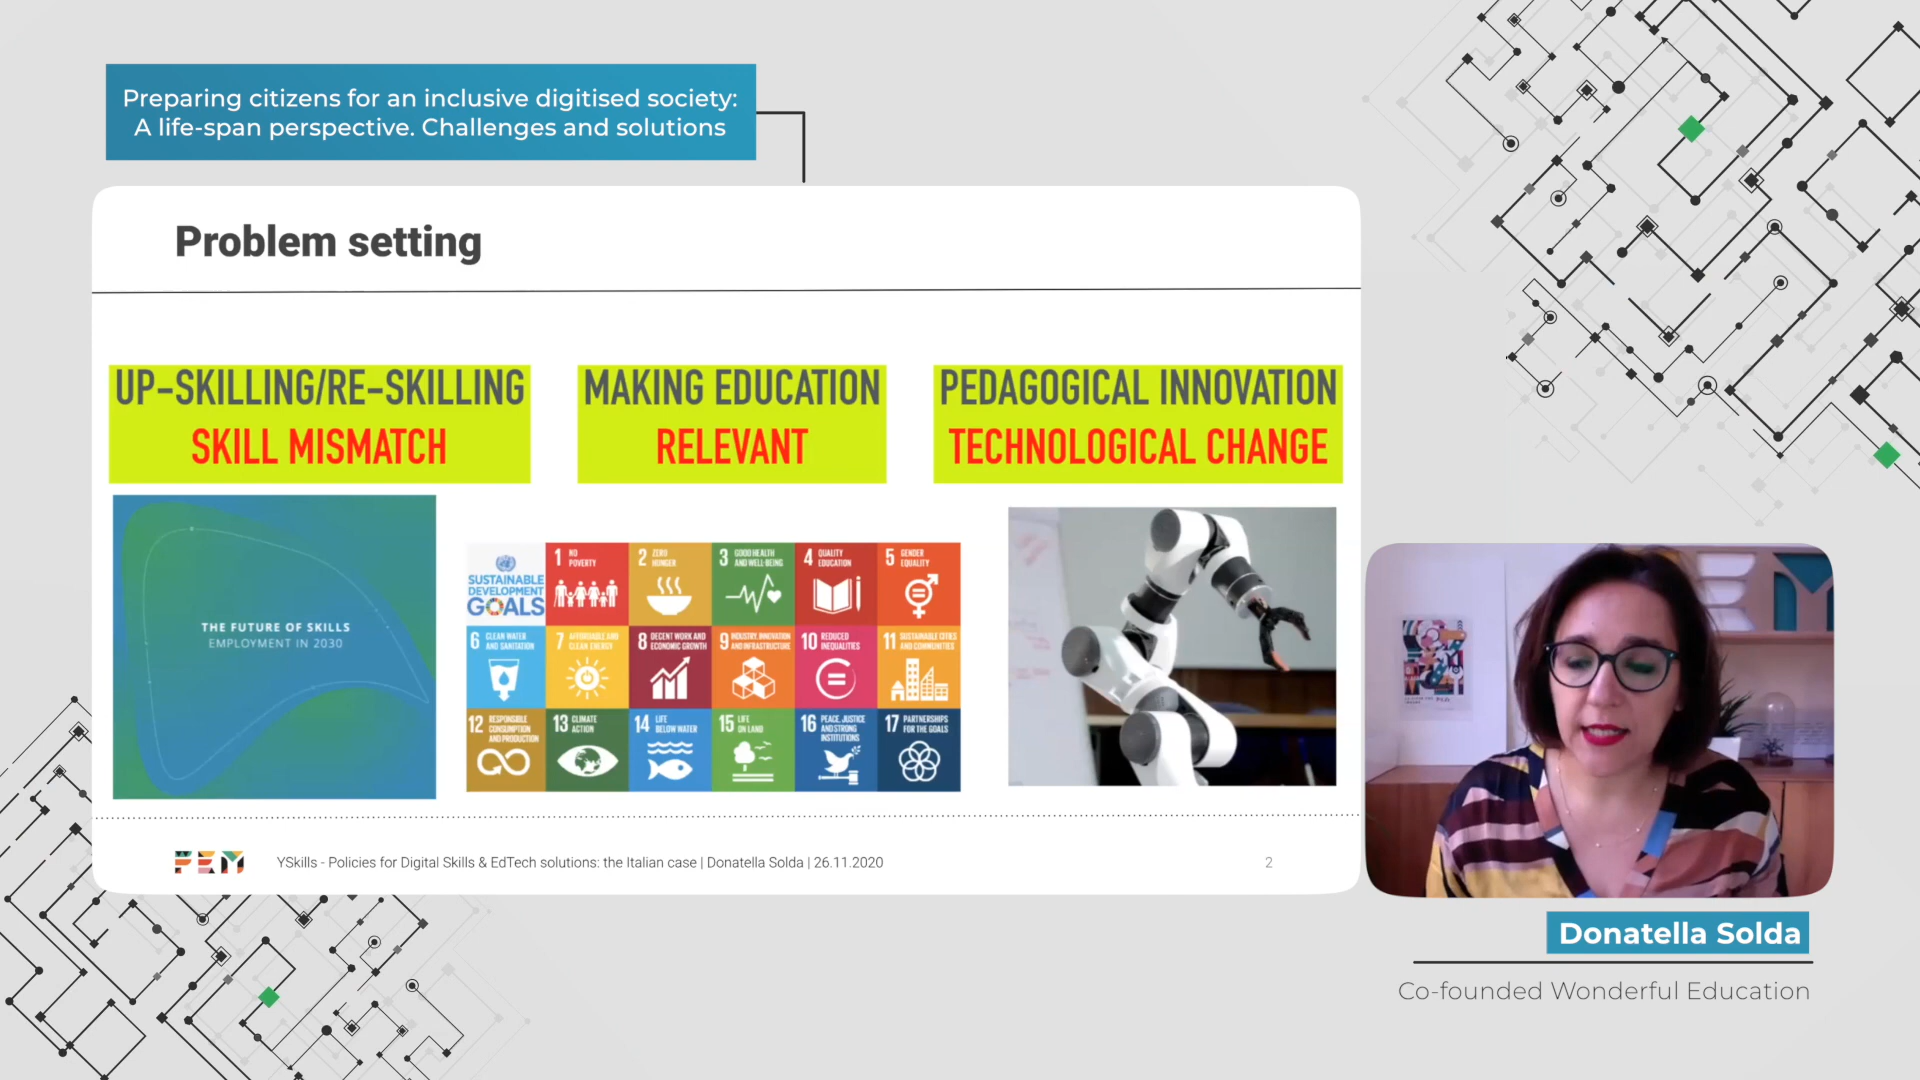 Preparing citizens for an inclusive digitised society:
A life-span perspective. Challenges and solutions
Problem setting
UP-SKILLING/RE-SKILLING
SKILL MISMATCH
MAKING EDUCATION
RELEVANT
PEDAGOGICAL INNOVATION
TECHNOLOGICAL CHANGE
THE FUTURE OF SKILLS
EMPLOYMENT IN 2030
SUSTAINABLE
DEVELOPMENT
GOALS
1 NO
POVERTY
2 ZERO
HUNGER
3 GOOD HEALTH
AND WELL-BEING
4 QUALITY
EDUCATION
5 GENDER
EQUALITY
6 CLEAN WATER
AND SANITATION
7 AFFORDABLE AND
CLEAN ENERGY
8 DECENT WORK AND
ECONOMIC GROWTH
9 INDUSTRY, INNOVATION
AND INFRASTRUCTURE
10 REDUCED
INEQUALITIES
11 SUSTAINABLE CITIES
AND COMMUNITIES
12 RESPONSIBLE
CONSUMPTION
AND PRODUCTION
13 CLIMATE
ACTION
14 LIFE
BELOW WATER
15 LIFE
ON LAND
16 PEACE, JUSTICE
AND STRONG
INSTITUTIONS
17 PARTNERSHIPS
FOR THE GOALS
FEM
YSkills - Policies for Digital Skills & EdTech solutions: the Italian case | Donatella Solda | 26.11.2020
2
Donatella Solda
Co-founded Wonderful Education